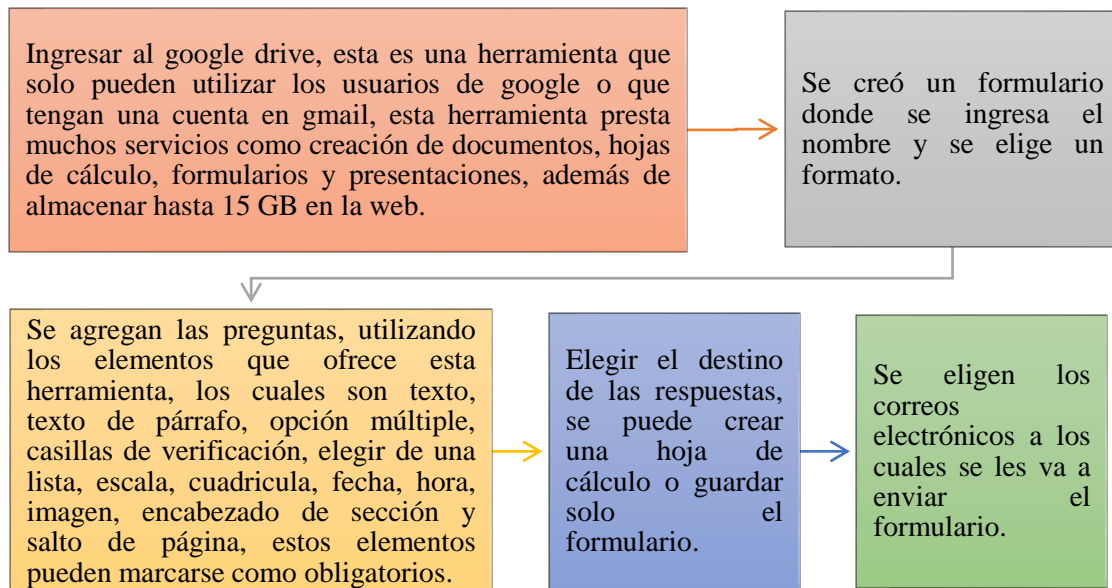 Ingresar al google drive, esta es una herramienta que
solo pueden utilizar los usuarios de google o que
tengan una cuenta en gmail, esta herramienta presta
muchos servicios como creación de documentos, hojas
de cálculo, formularios y presentaciones, además de
almacenar hasta 15 GB en la web.
Se creó un formulario
donde se ingresa el
nombre y se elige un
formato.
Se agregan las preguntas, utilizando
los elementos que ofrece esta
herramienta, los cuales son texto,
texto de párrafo, opción múltiple,
casillas de verificación, elegir de una
lista, escala, cuadricula, fecha, hora,
imagen, encabezado de sección y
salto de página, estos elementos
pueden marcarse como obligatorios.
Elegir el destino
de las respuestas,
se puede crear
una hoja de
cálculo o guardar
solo el
formulario.
Se eligen los
correos
electrónicos a los
cuales se les va a
enviar el
formulario.